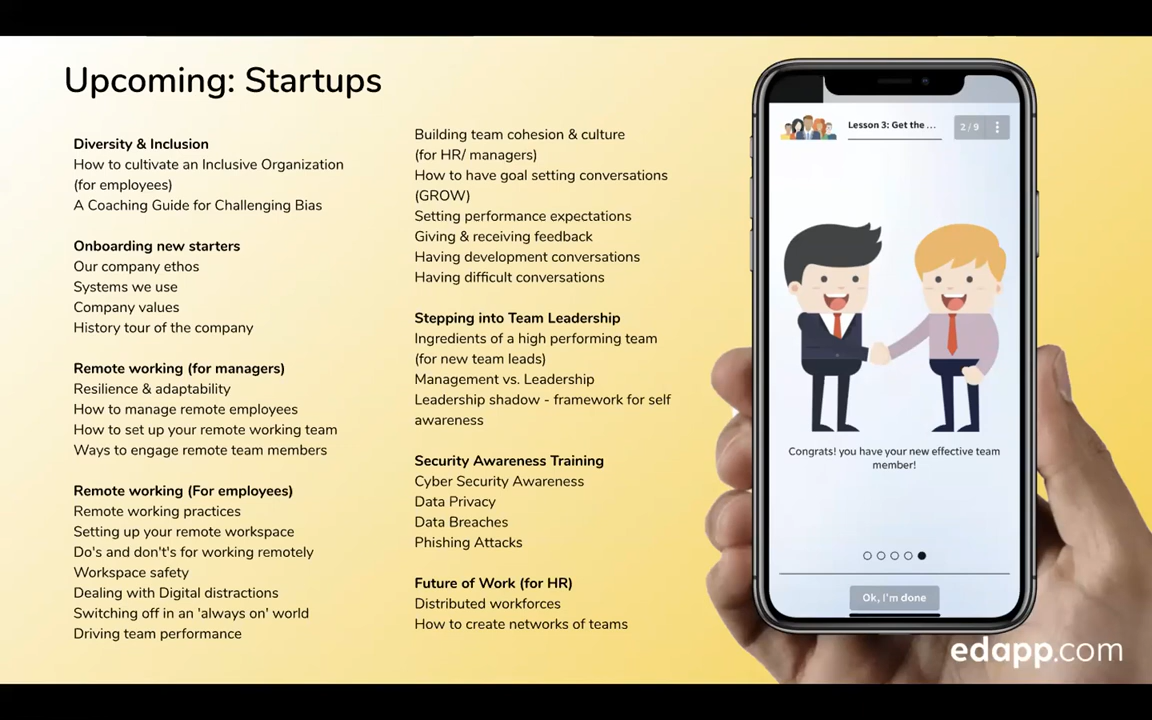 Upcoming: Startups
Diversity & Inclusion
How to cultivate an Inclusive Organization
(for employees)
A Coaching Guide for Challenging Bias
Onboarding new starters
Our company ethos
Systems we use
Company values
History tour of the company
Remote working (for managers)
Resilience & adaptability
How to manage remote employees
How to set up your remote working team
Ways to engage remote team members
Remote working (For employees)
Remote working practices
Setting up your remote workspace
Do's and don't's for working remotely
Workspace safety
Dealing with Digital distractions
Switching off in an 'always on' world
Driving team performance
Building team cohesion & culture
(for HR/ managers)
How to have goal setting conversations
(GROW)
Setting performance expectations
Giving & receiving feedback
Having development conversations
Having difficult conversations
Stepping into Team Leadership
Ingredients of a high performing team
(for new team leads)
Management vs. Leadership
Leadership shadow - framework for self
awareness
Security Awareness Training
Cyber Security Awareness
Data Privacy
Data Breaches
Phishing Attacks
Future of Work (for HR)
Distributed workforces
How to create networks of teams
Lesson 3: Get the ...
2 / 9
Congrats! you have your new effective team
member!
Ok, I'm done
edapp.com